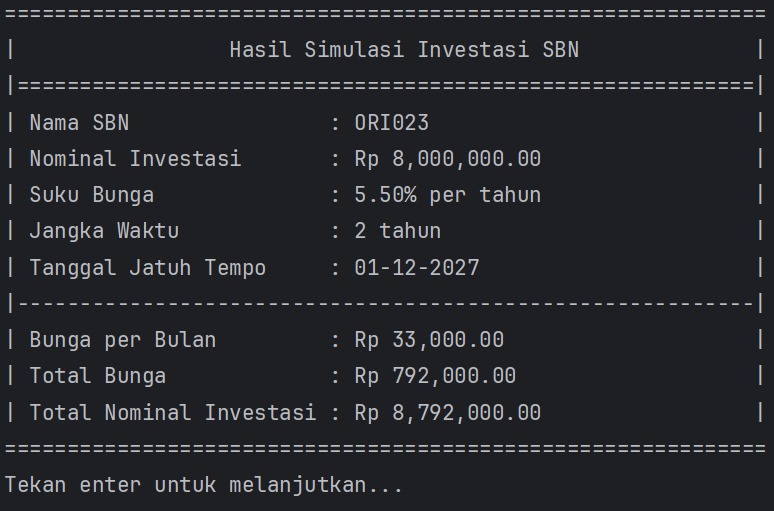 =============================================================
|                 Hasil Simulasi Investasi SBN              |
|===========================================================|
| Nama SBN                : ORI023                          |
| Nominal Investasi       : Rp 8,000,000.00                 |
| Suku Bunga              : 5.50% per tahun                 |
| Jangka Waktu            : 2 tahun                         |
| Tanggal Jatuh Tempo     : 01-12-2027                      |
|-----------------------------------------------------------|
| Bunga per Bulan         : Rp 33,000.00                    |
| Total Bunga             : Rp 792,000.00                   |
| Total Nominal Investasi : Rp 8,792,000.00                 |
=============================================================
Tekan enter untuk melanjutkan...